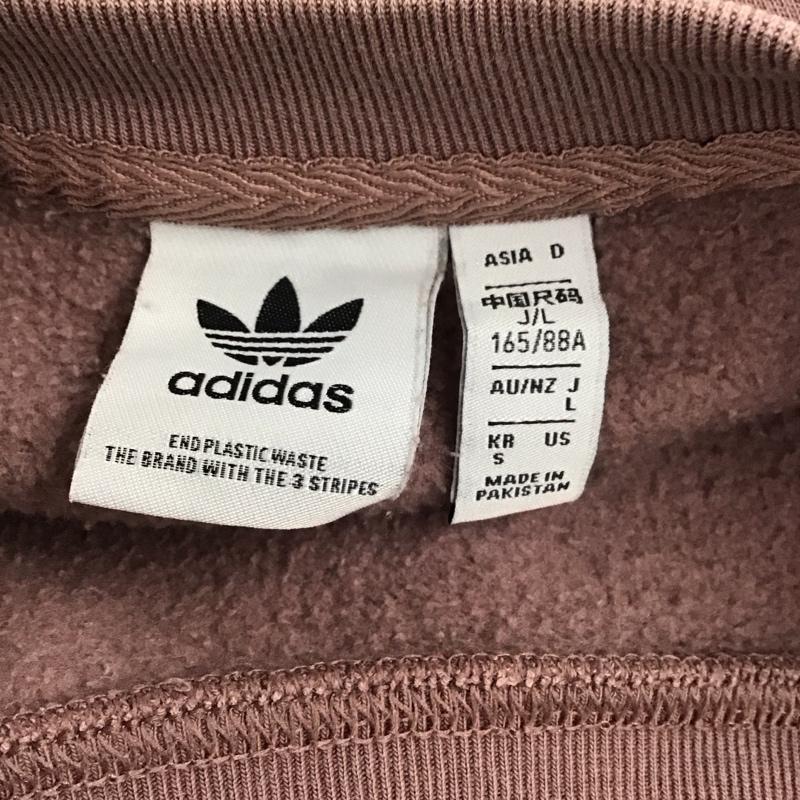 adidas
END PLASTIC WASTE
THE BRAND WITH THE 3 STRIPES
ASIA D
中国尺码
J/L
165/88A
AU/NZ J
L
KR US
S
MADE IN
PAKISTAN